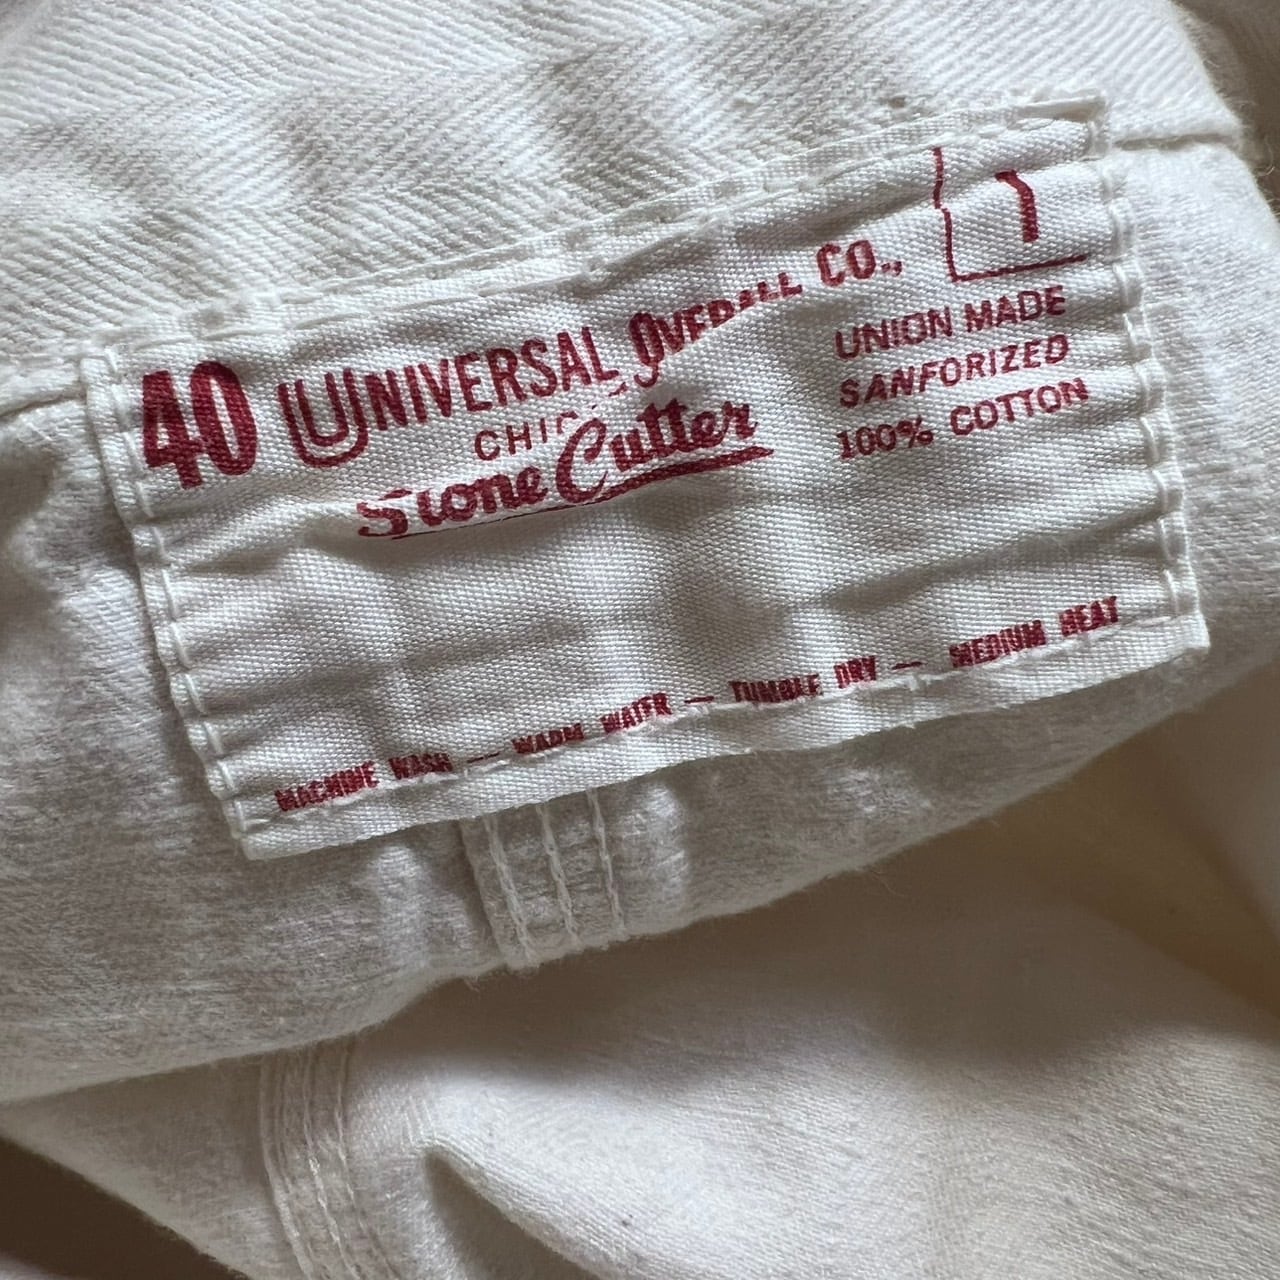 40
UNIVERSAL OVERALL CO.,
Stone Cutter
1
UNION MADE
SANFORIZED
100% COTTON
MACHINE WASH — WARM WATER — TUMBLE DRY — MEDIUM HEAT